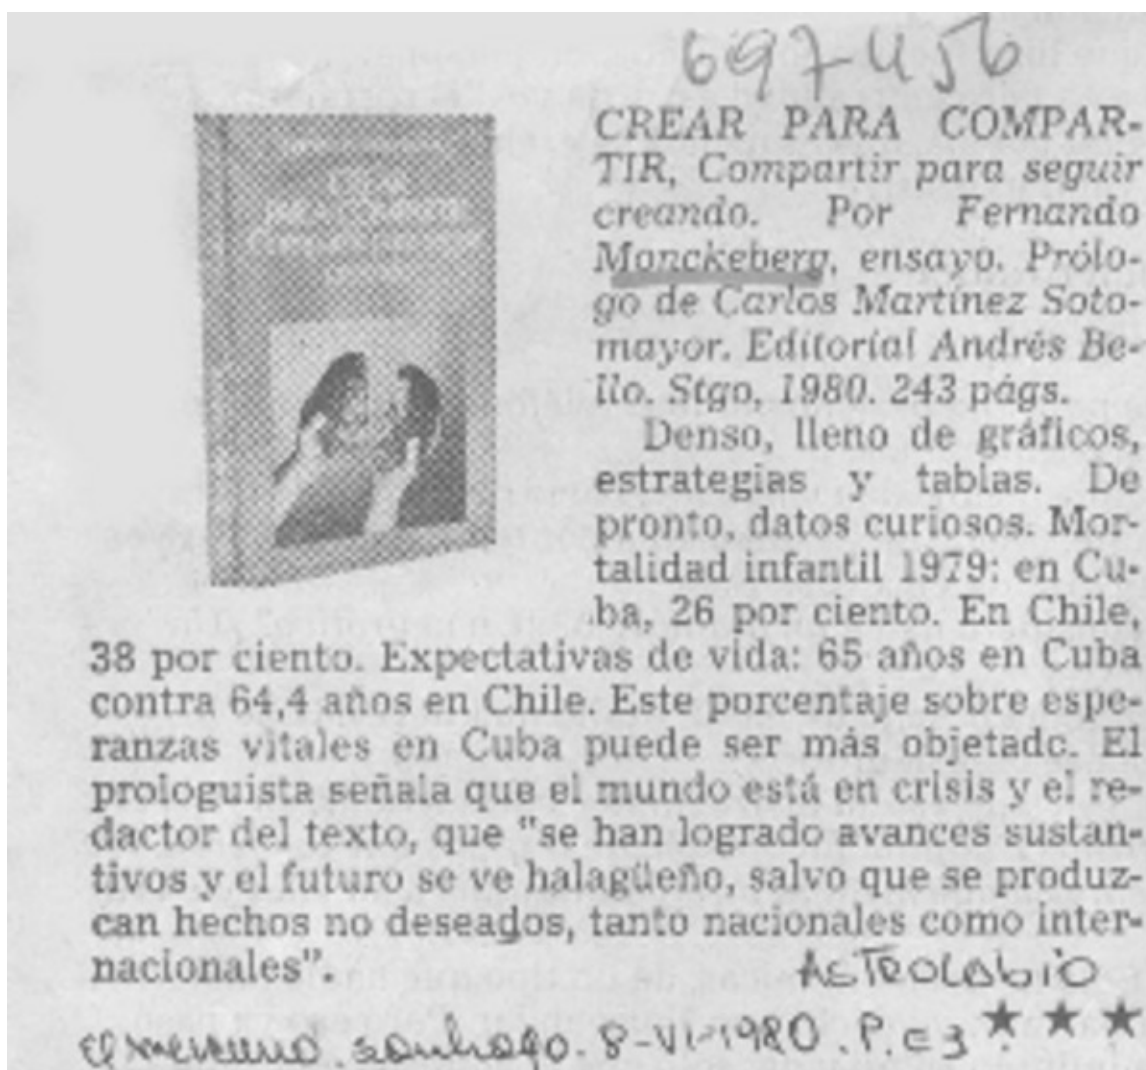 697456
CREAR PARA COMPAR-
TIR, Compartir para seguir
creando. Por Fernando
Monckeberg, ensayo. Prólo-
go de Carlos Martínez Soto-
mayor. Editorial Andrés Be-
llo. Stgo, 1980. 243 págs.
Denso, lleno de gráficos,
estrategias y tablas. De
pronto, datos curiosos. Mor-
talidad infantil 1979: en Cu-
ba, 26 por ciento. En Chile,
38 por ciento. Expectativas de vida: 65 años en Cuba
contra 64,4 años en Chile. Este porcentaje sobre espe-
ranzas vitales en Cuba puede ser más objetado. El
prologuista señala que el mundo está en crisis y el re-
dactor del texto, que "se han logrado avances sustan-
tivos y el futuro se ve halagüeño, salvo que se produz-
can hechos no deseados, tanto nacionales como inter-
nacionales".
ASTROLABIO
El Mercurio. Santiago. 8-VI-1980. P. E3 ★ ★ ★